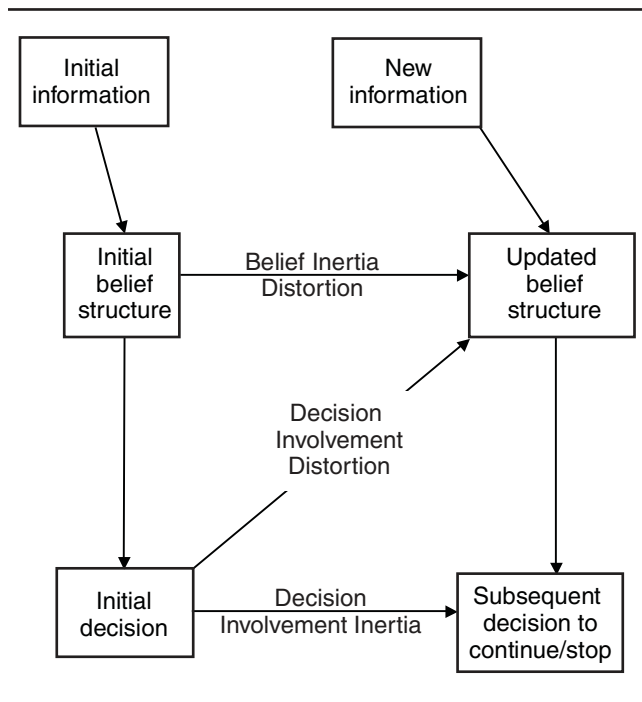 Initial
information
New
information
Initial
belief
structure
Belief Inertia
Distortion
Updated
belief
structure
Decision
Involvement
Distortion
Initial
decision
Decision
Involvement Inertia
Subsequent
decision to
continue/stop